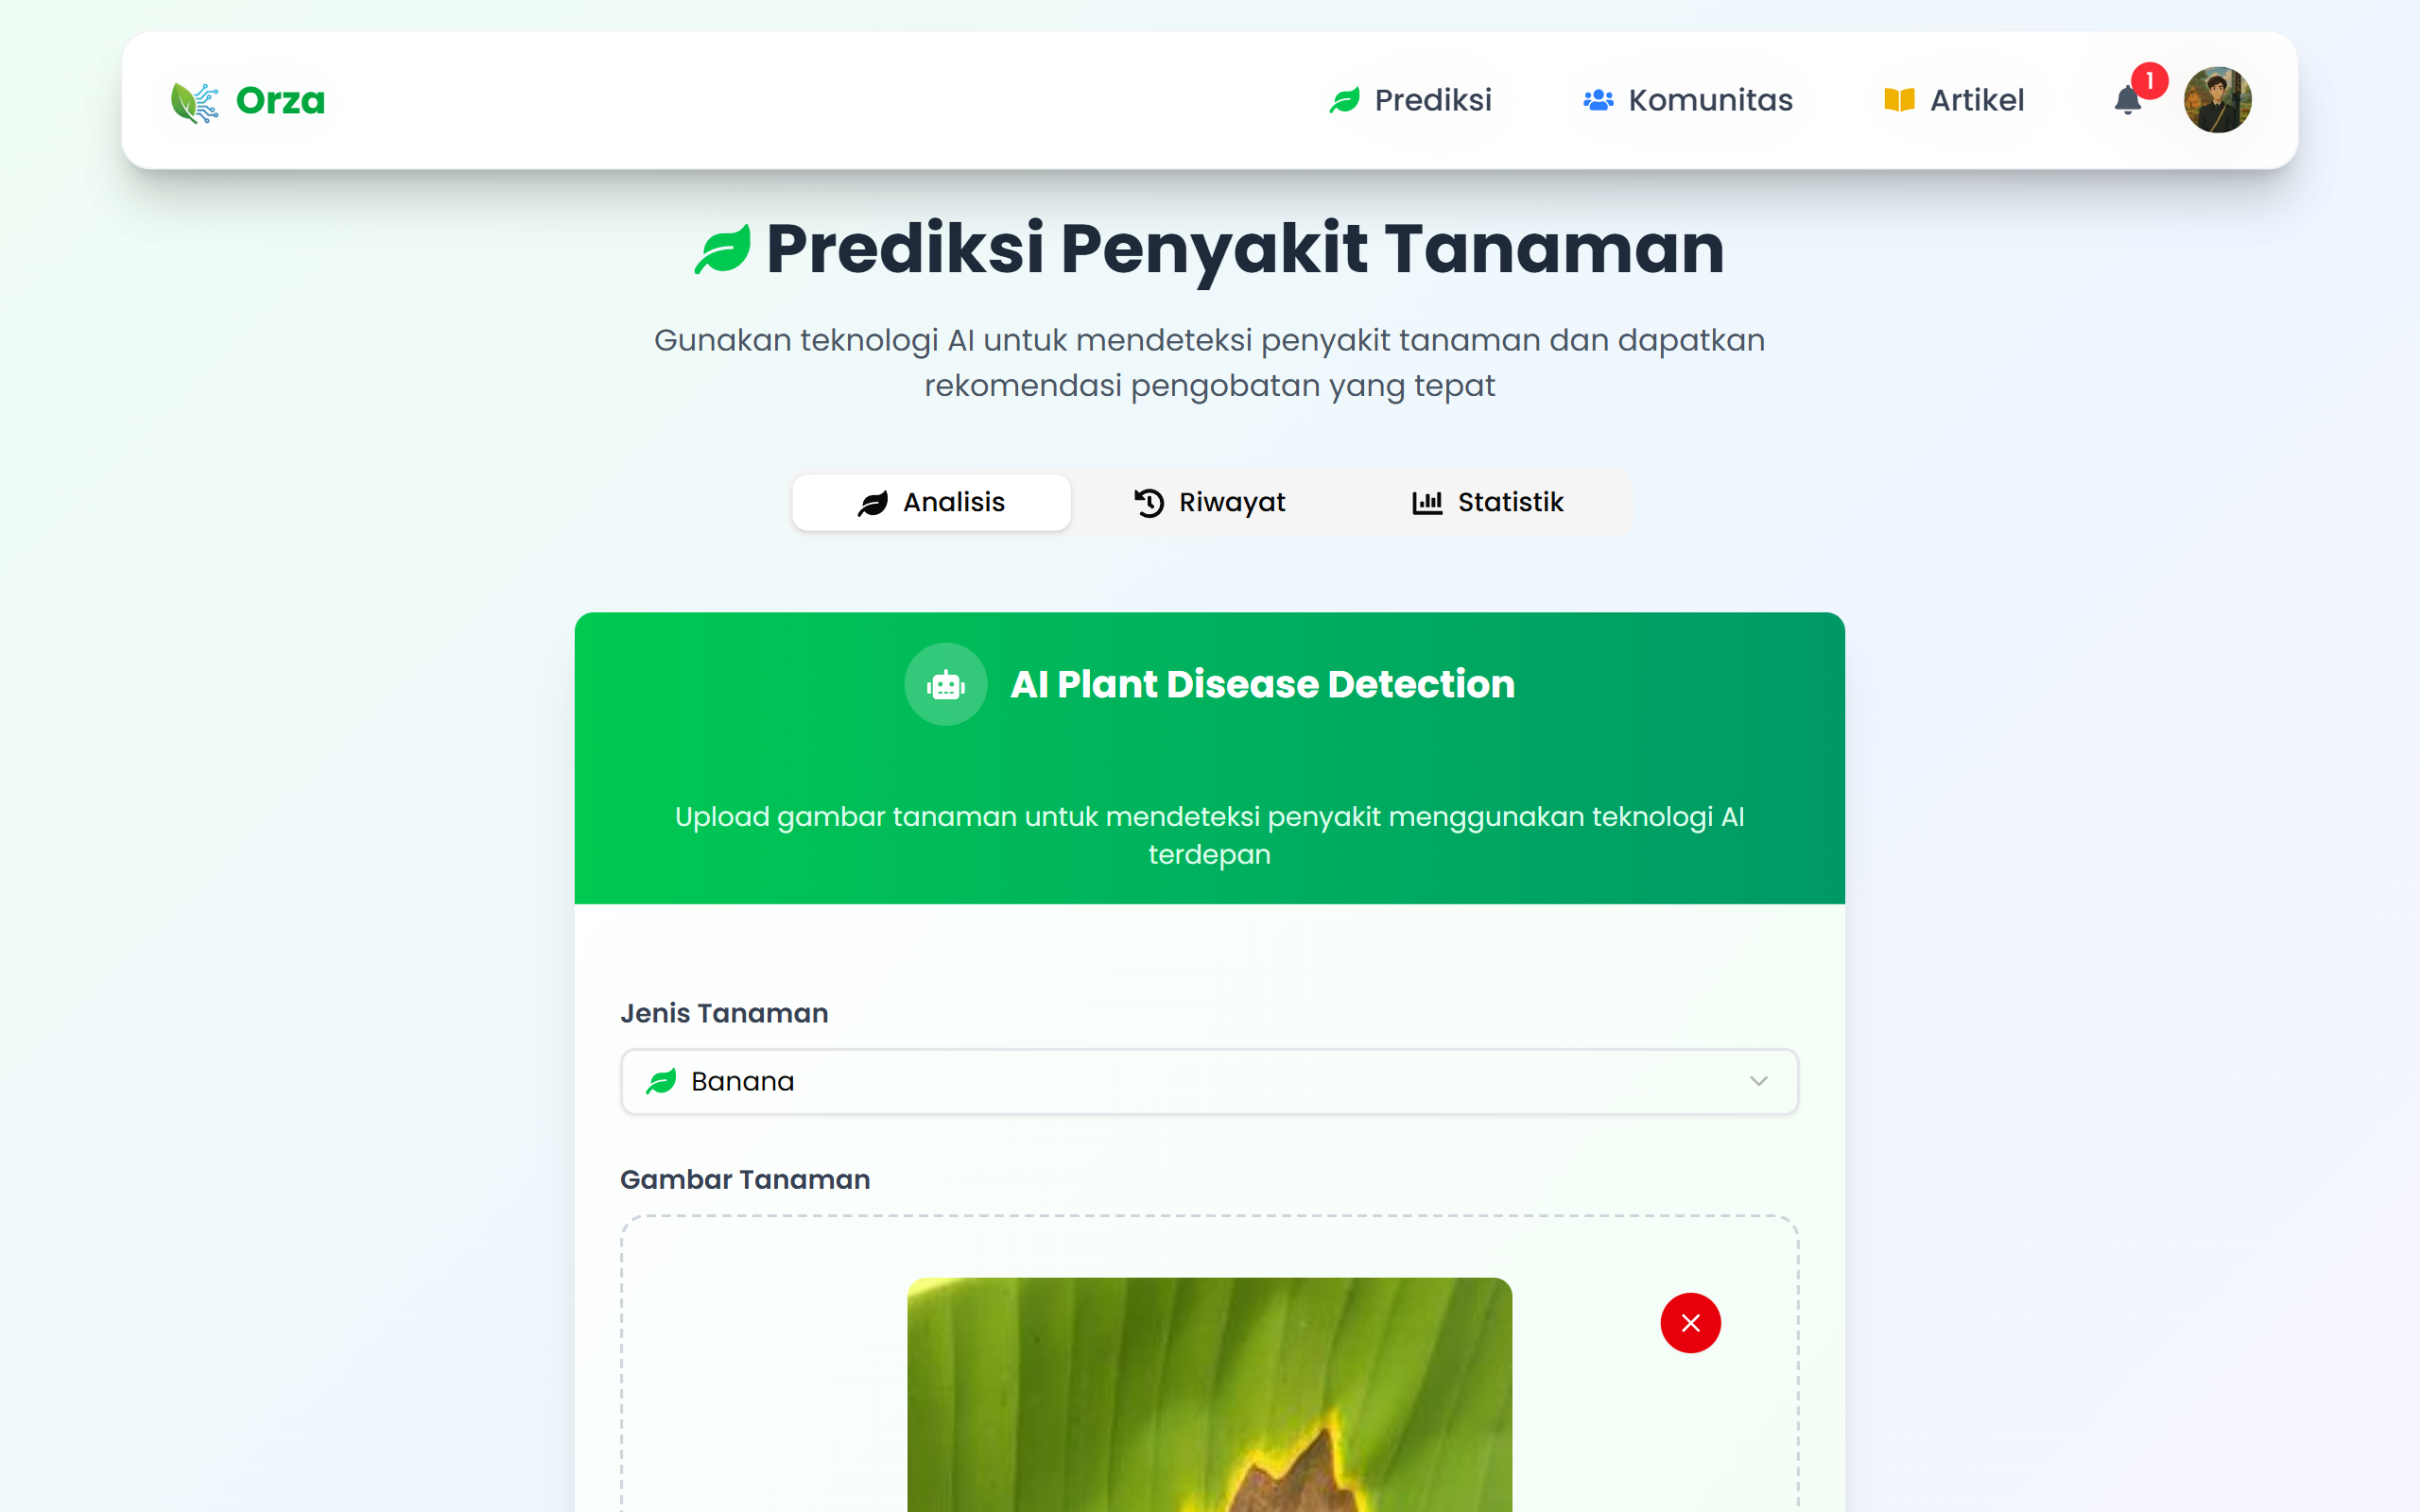 Orza
Prediksi
Komunitas
Artikel
1
Prediksi Penyakit Tanaman
Gunakan teknologi AI untuk mendeteksi penyakit tanaman dan dapatkan
rekomendasi pengobatan yang tepat
Analisis
Riwayat
Statistik
AI Plant Disease Detection
Upload gambar tanaman untuk mendeteksi penyakit menggunakan teknologi AI
terdepan
Jenis Tanaman
Banana
Gambar Tanaman